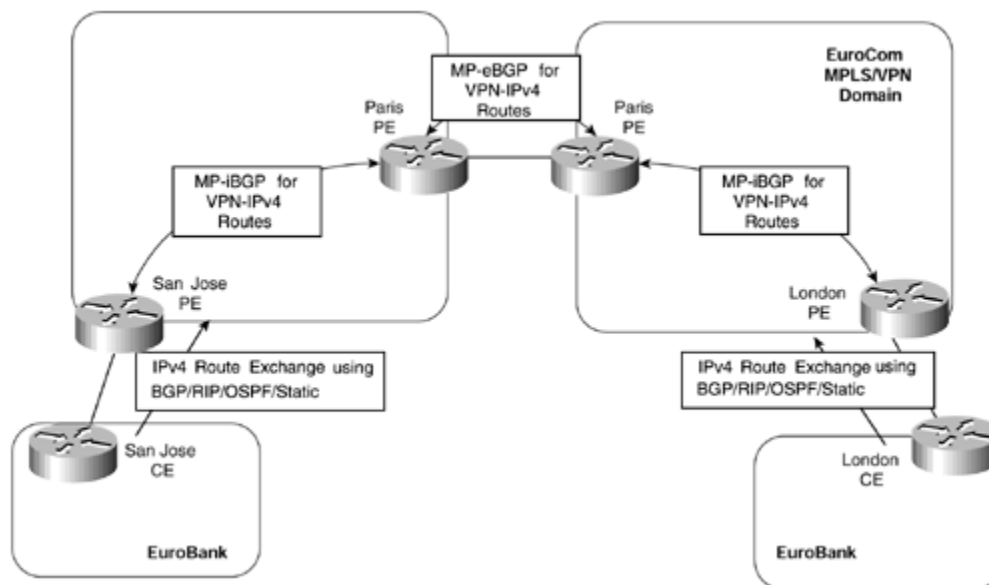 MP-eBGP for
VPN-IPv4
Routes
EuroCom
MPLS/VPN
Domain
Paris
PE
Paris
PE
MP-iBGP for
VPN-IPv4
Routes
MP-iBGP for
VPN-IPv4
Routes
San Jose
PE
London
PE
IPv4 Route Exchange using
BGP/RIP/OSPF/Static
IPv4 Route Exchange using
BGP/RIP/OSPF/Static
San Jose
CE
London
CE
EuroBank
EuroBank